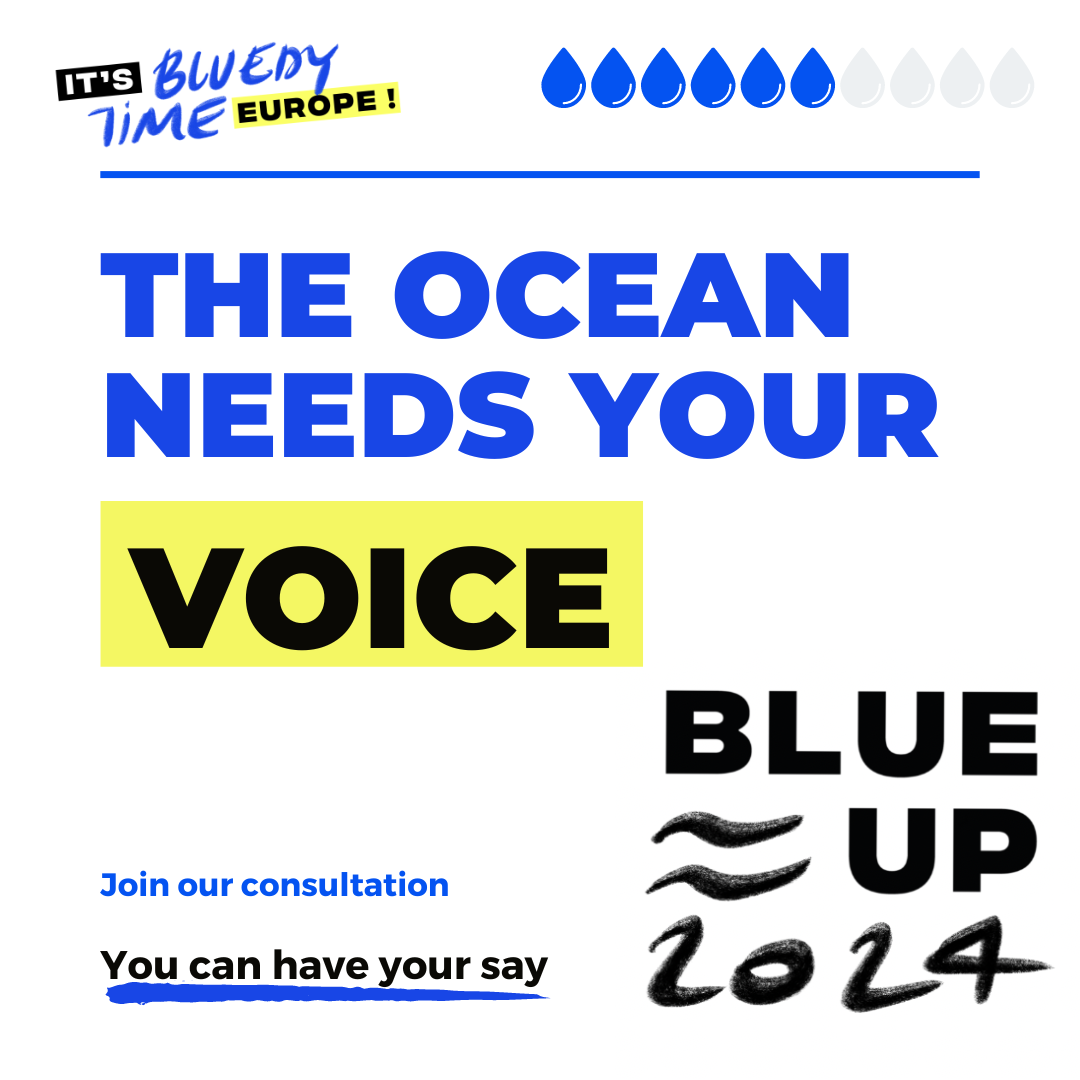 IT'S BLUEDY
TIME EUROPE !
THE OCEAN
NEEDS YOUR
VOICE
BLUE
UP
2024
Join our consultation
You can have your say